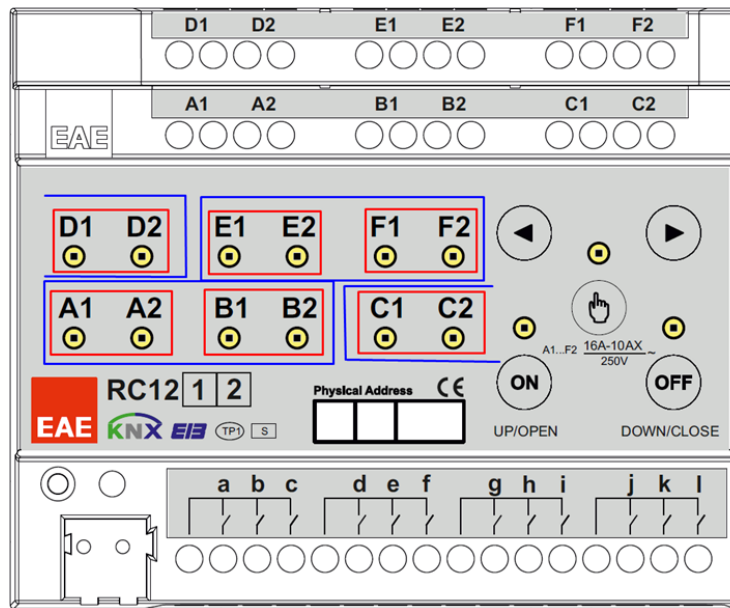 D1 D2 E1 E2 F1 F2
A1 A2 B1 B2 C1 C2
EAE
D1 D2 E1 E2 F1 F2
A1 A2 B1 B2 C1 C2
A1...F2 16A-10AX ~
250V
RC12 1 2
Physical Address CE
ON OFF
EAE KNX EIB TP1 S
UP/OPEN DOWN/CLOSE
a b c d e f g h i j k l